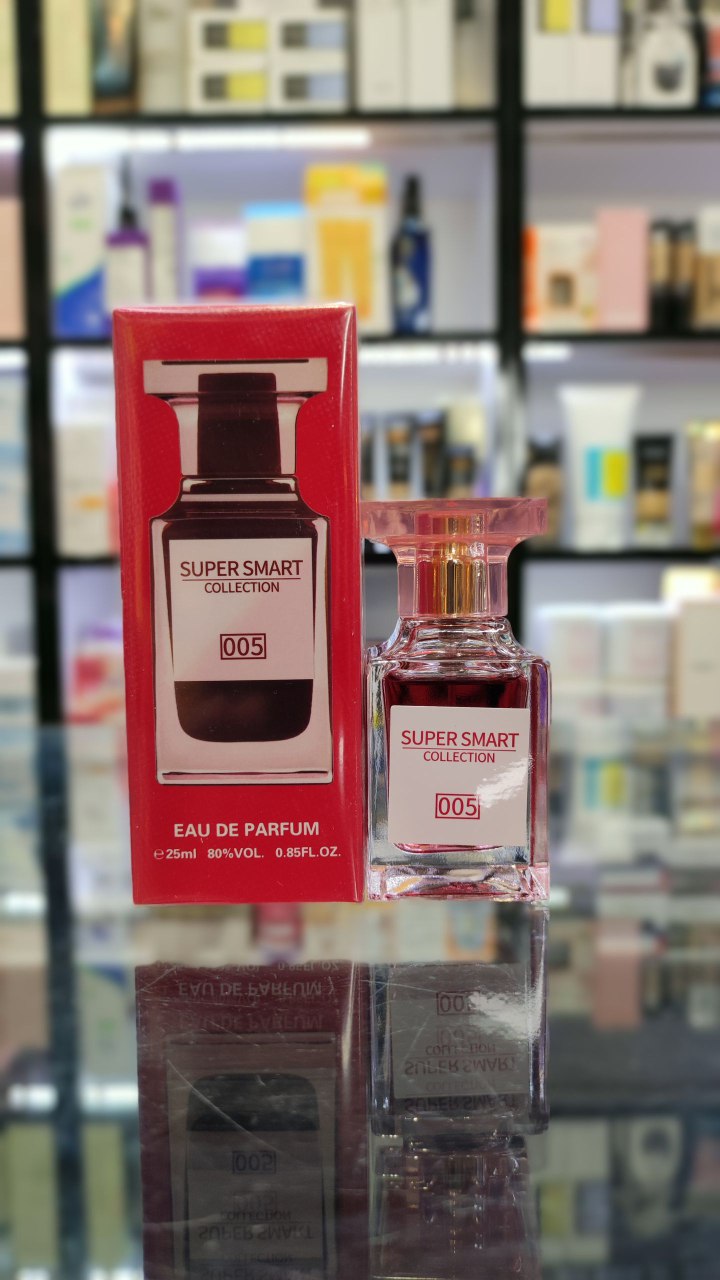 SUPER SMART
COLLECTION
005
EAU DE PARFUM
℮25ml 80%VOL. 0.85FL.OZ.
SUPER SMART
COLLECTION
005